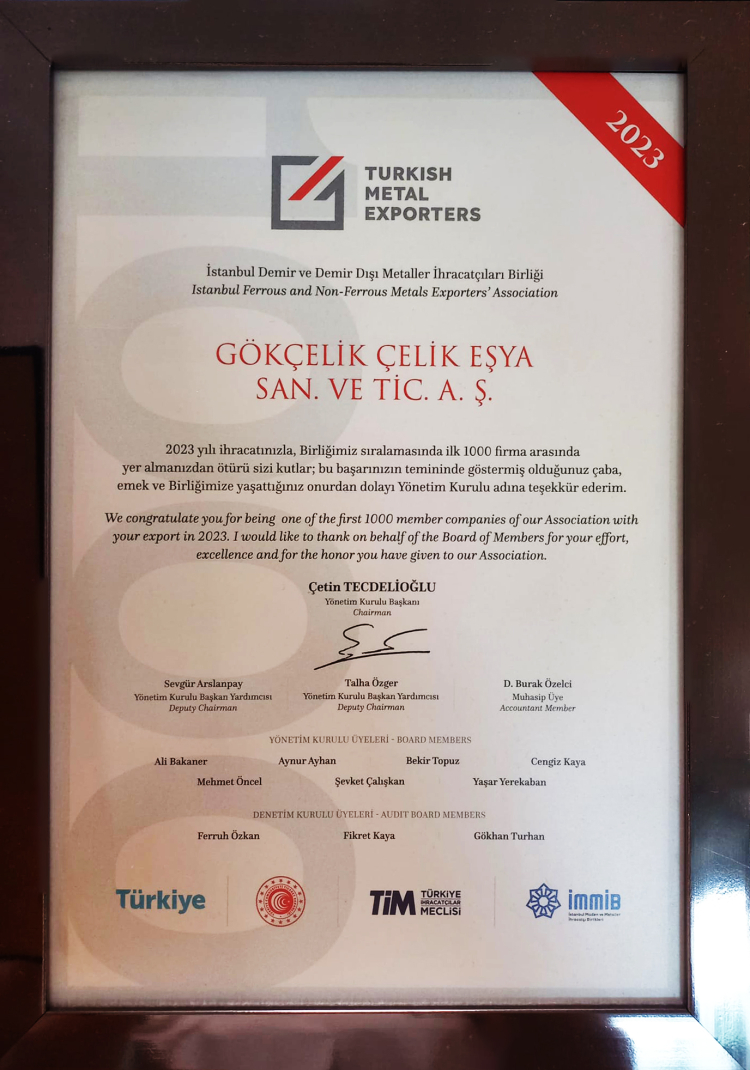 2023
TURKISH
METAL
EXPORTERS
İstanbul Demir ve Demir Dışı Metaller İhracatçıları Birliği
Istanbul Ferrous and Non-Ferrous Metals Exporters' Association
GÖKÇELİK ÇELİK EŞYA
SAN. VE TİC. A. Ş.
2023 yılı ihracatınızla, Birliğimiz sıralamasında ilk 1000 firma arasında
yer almanızdan ötürü sizi kutlar; bu başarınızın temininde göstermiş olduğunuz çaba,
emek ve Birliğimize yaşattığınız onurdan dolayı Yönetim Kurulu adına teşekkür ederim.
We congratulate you for being one of the first 1000 member companies of our Association with
your export in 2023. I would like to thank on behalf of the Board of Members for your effort,
excellence and for the honor you have given to our Association.
Çetin TECDELİOĞLU
Yönetim Kurulu Başkanı
Chairman
Sevgür Arslanpay Talha Özger D. Burak Özelci
Yönetim Kurulu Başkan Yardımcısı Yönetim Kurulu Başkan Yardımcısı Muhasip Üye
Deputy Chairman Deputy Chairman Accountant Member
YÖNETİM KURULU ÜYELERİ - BOARD MEMBERS
Ali Bakaner Aynur Ayhan Bekir Topuz Cengiz Kaya
Mehmet Öncel Şevket Çalışkan Yaşar Yerekaban
DENETİM KURULU ÜYELERİ - AUDIT BOARD MEMBERS
Ferruh Özkan Fikret Kaya Gökhan Turhan
Türkiye
TİM
TÜRKİYE
İHRACATÇILAR
MECLİSİ
immiB
İstanbul Maden ve Metaller
İhracatçı Birlikleri
1000